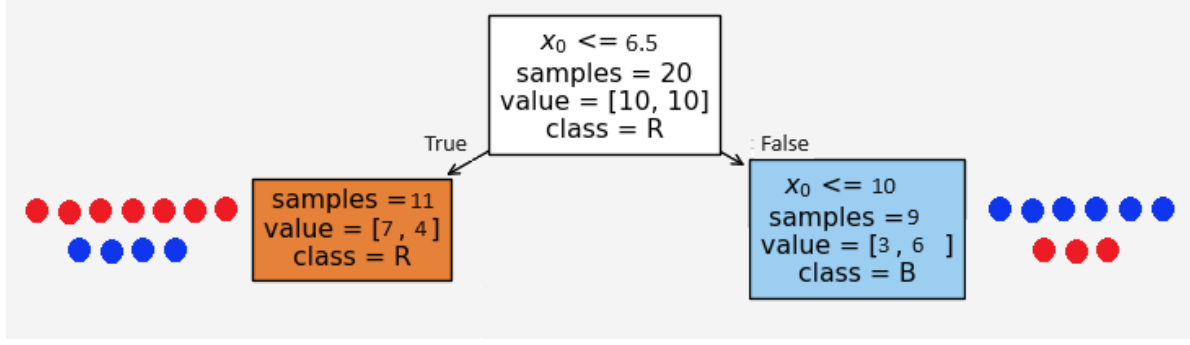 x₀ <= 6.5
samples = 20
value = [10, 10]
class = R
True
: False
samples = 11
value = [7 , 4 ]
class = R
x₀ <= 10
samples = 9
value = [3 , 6 ]
class = B